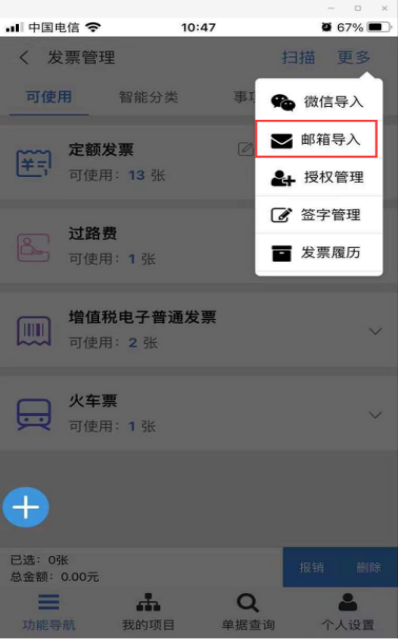 中国电信 10:47 67%
发票管理 扫描 更多
可使用 智能分类
微信导入
邮箱导入
授权管理
签字管理
发票履历
定额发票
可使用：13 张
过路费
可使用：1 张
增值税电子普通发票
可使用：2 张
火车票
可使用：1 张
已选：0张
总金额：0.00元
报销 删除
功能导航 我的项目 单据查询 个人设置